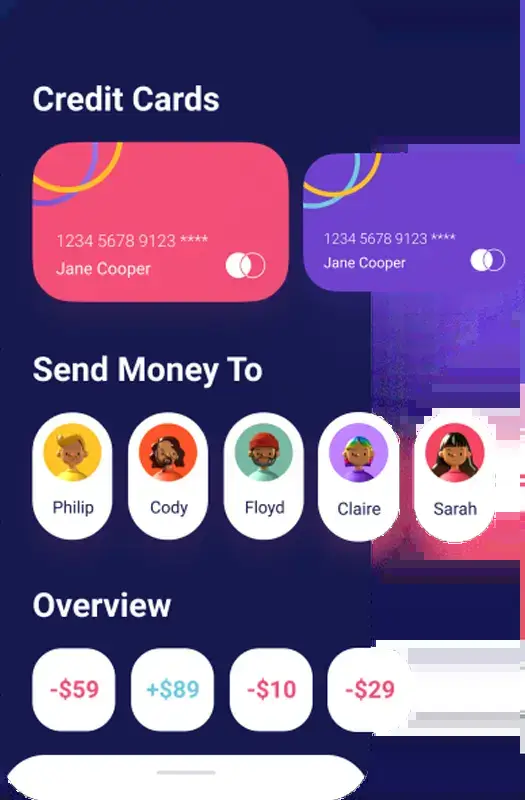 Credit Cards
1234 5678 9123 ****
Jane Cooper
1234 5678 9123 ****
Jane Cooper
Send Money To
Philip
Cody
Floyd
Claire
Sarah
Overview
-$59
+$89
-$10
-$29